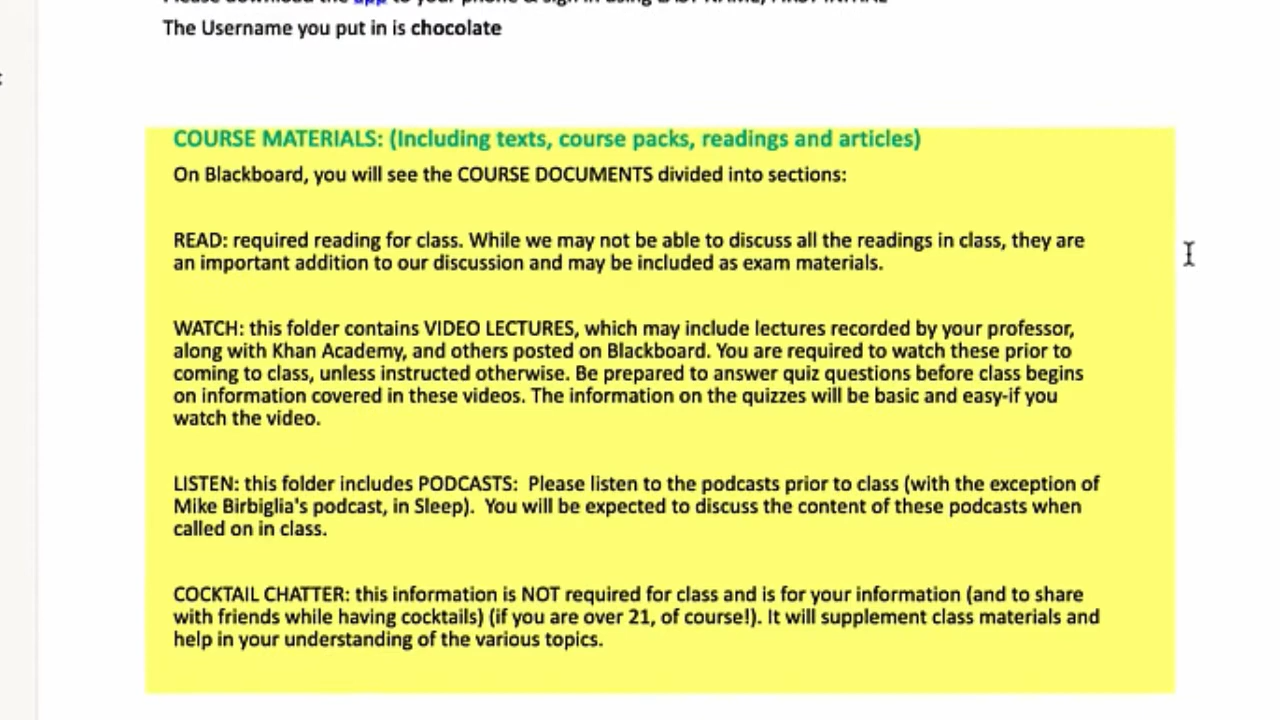 to your phone & sign in using LAST NAME, FIRST INITIAL
The Username you put in is chocolate
COURSE MATERIALS: (Including texts, course packs, readings and articles)
On Blackboard, you will see the COURSE DOCUMENTS divided into sections:
READ: required reading for class. While we may not be able to discuss all the readings in class, they are
an important addition to our discussion and may be included as exam materials.
WATCH: this folder contains VIDEO LECTURES, which may include lectures recorded by your professor,
along with Khan Academy, and others posted on Blackboard. You are required to watch these prior to
coming to class, unless instructed otherwise. Be prepared to answer quiz questions before class begins
on information covered in these videos. The information on the quizzes will be basic and easy-if you
watch the video.
LISTEN: this folder includes PODCASTS:  Please listen to the podcasts prior to class (with the exception of
Mike Birbiglia's podcast, in Sleep).  You will be expected to discuss the content of these podcasts when
called on in class.
COCKTAIL CHATTER: this information is NOT required for class and is for your information (and to share
with friends while having cocktails) (if you are over 21, of course!). It will supplement class materials and
help in your understanding of the various topics.